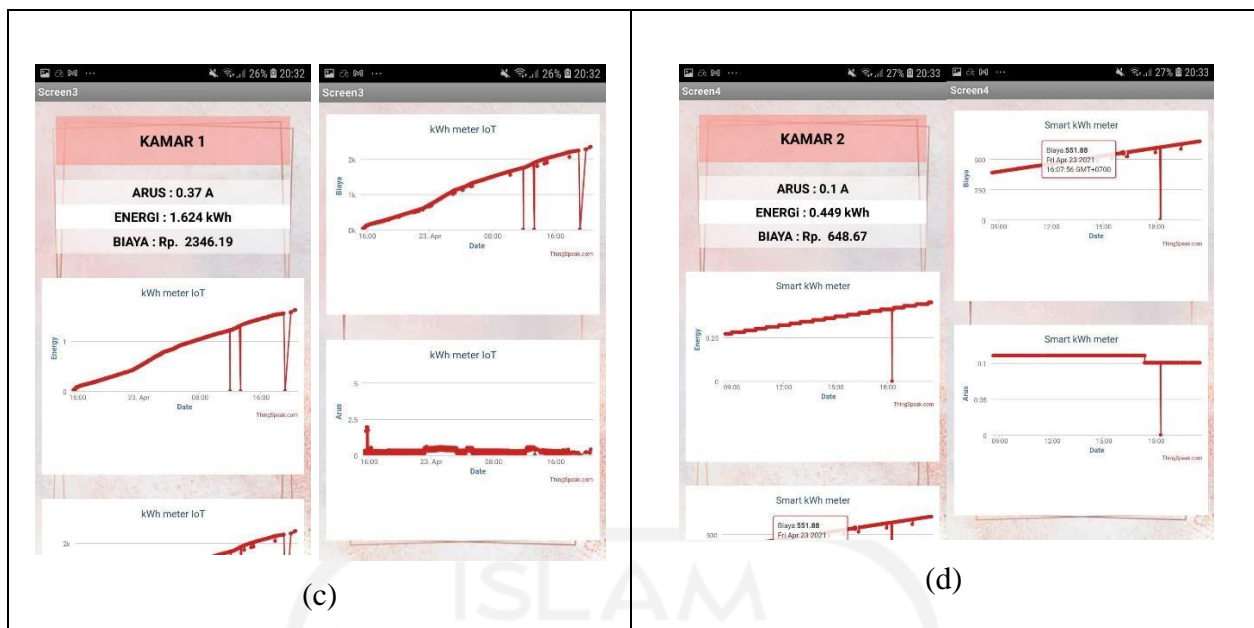 26% 20:32
Screen3
KAMAR 1
ARUS : 0.37 A
ENERGI : 1.624 kWh
BIAYA : Rp. 2346.19
kWh meter IoT
Energy
1
0
16:00 23. Apr 08:00 16:00
Date
ThingSpeak.com
kWh meter IoT
2k
26% 20:32
Screen3
kWh meter IoT
Biaya
2k
1k
0k
16:00 23. Apr 08:00 16:00
Date
ThingSpeak.com
kWh meter IoT
Arus
5
2.5
0
16:00 23. Apr 08:00 16:00
Date
ThingSpeak.com
(c)
27% 20:33
Screen4
KAMAR 2
ARUS : 0.1 A
ENERGI : 0.449 kWh
BIAYA : Rp. 648.67
Smart kWh meter
Energy
0.25
0
09:00 12:00 15:00 18:00
Date
ThingSpeak.com
Smart kWh meter
500
Biaya:551.88
Fri Apr 23 2021
27% 20:33
Screen4
Smart kWh meter
Biaya:551.88
Fri Apr 23 2021
16:07:56 GMT+0700
Biaya
500
250
0
09:00 12:00 15:00 18:00
Date
ThingSpeak.com
Smart kWh meter
Arus
0.1
0.05
0
09:00 12:00 15:00 18:00
Date
ThingSpeak.com
(d)
ISLAM